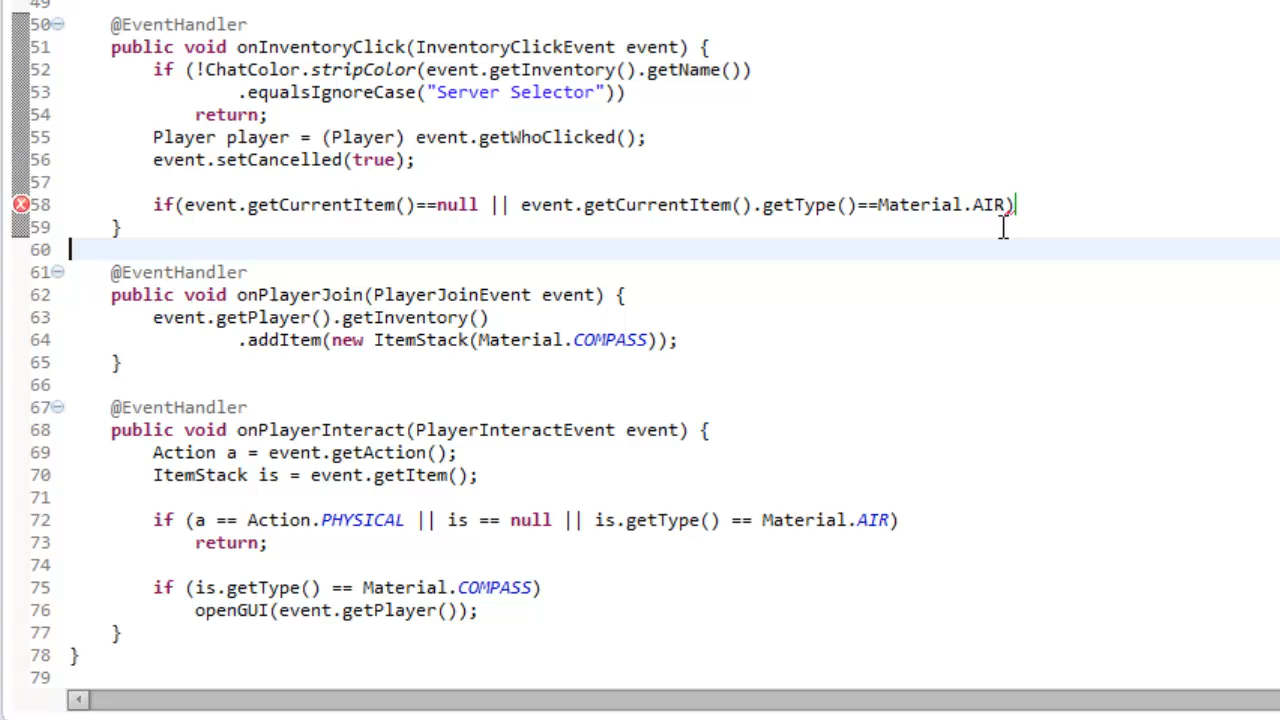 49
50 @EventHandler
51 public void onInventoryClick(InventoryClickEvent event) {
52 if (!ChatColor.stripColor(event.getInventory().getName())
53 .equalsIgnoreCase("Server Selector"))
54 return;
55 Player player = (Player) event.getWhoClicked();
56 event.setCancelled(true);
57
58 if(event.getCurrentItem()==null || event.getCurrentItem().getType()==Material.AIR)
59 }
60
61 @EventHandler
62 public void onPlayerJoin(PlayerJoinEvent event) {
63 event.getPlayer().getInventory()
64 .addItem(new ItemStack(Material.COMPASS));
65 }
66
67 @EventHandler
68 public void onPlayerInteract(PlayerInteractEvent event) {
69 Action a = event.getAction();
70 ItemStack is = event.getItem();
71
72 if (a == Action.PHYSICAL || is == null || is.getType() == Material.AIR)
73 return;
74
75 if (is.getType() == Material.COMPASS)
76 openGUI(event.getPlayer());
77 }
78 }
79